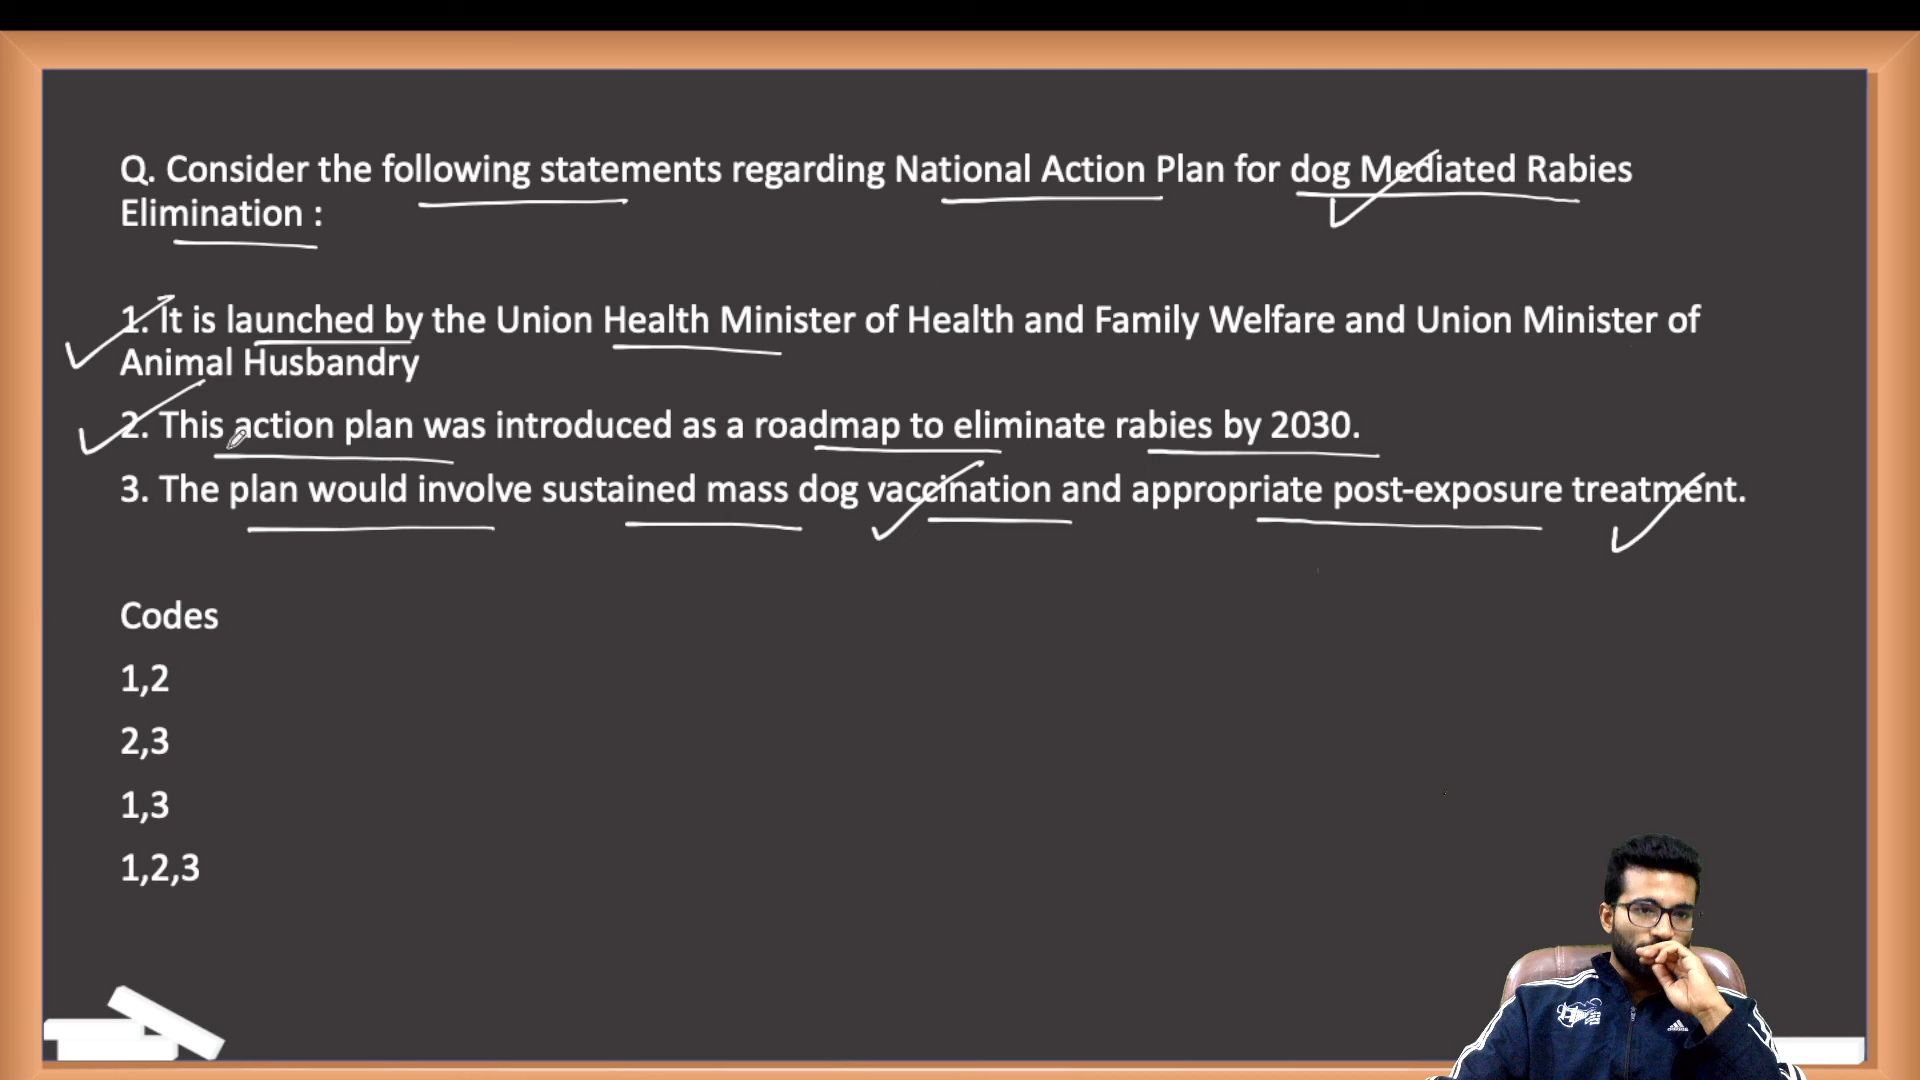 Q. Consider the following statements regarding National Action Plan for dog Mediated Rabies
Elimination :
1. It is launched by the Union Health Minister of Health and Family Welfare and Union Minister of
Animal Husbandry
2. This action plan was introduced as a roadmap to eliminate rabies by 2030.
3. The plan would involve sustained mass dog vaccination and appropriate post-exposure treatment.
Codes
1,2
2,3
1,3
1,2,3